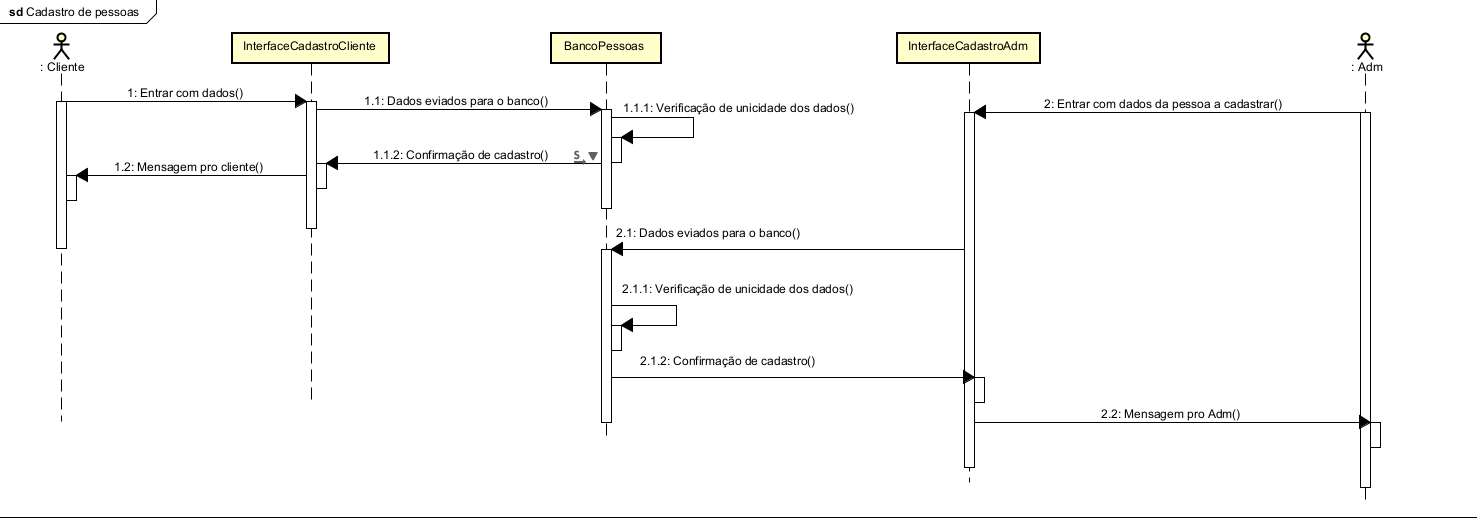 sd Cadastro de pessoas
: Cliente
InterfaceCadastroCliente
BancoPessoas
InterfaceCadastroAdm
: Adm
1: Entrar com dados()
1.1: Dados eviados para o banco()
1.1.1: Verificação de unicidade dos dados()
2: Entrar com dados da pessoa a cadastrar()
1.1.2: Confirmação de cadastro()
S
1.2: Mensagem pro cliente()
2.1: Dados eviados para o banco()
2.1.1: Verificação de unicidade dos dados()
2.1.2: Confirmação de cadastro()
2.2: Mensagem pro Adm()